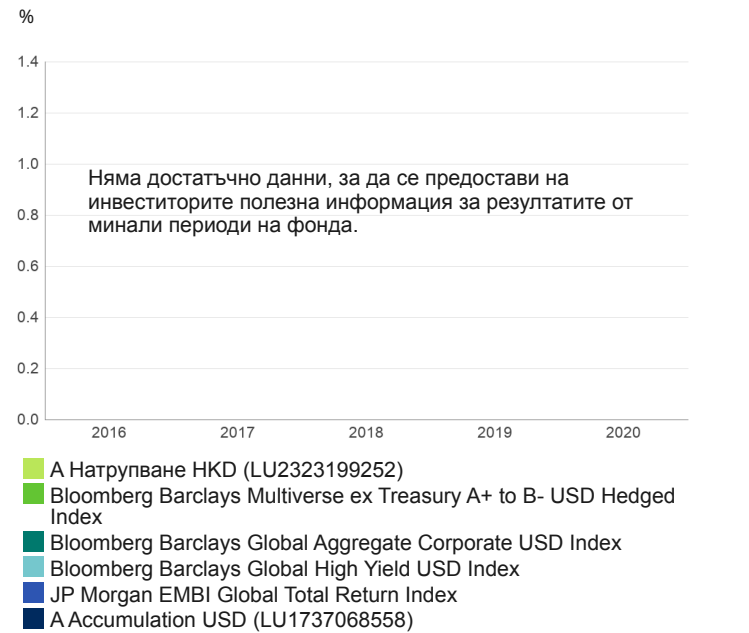 %
1.4
1.2
1.0
Няма достатъчно данни, за да се предостави на
инвеститорите полезна информация за резултатите от
0.8
минали периоди на фонда.
0.6
0.4
0.2
0.0
2016 2017 2018 2019 2020
А Натрупване HKD (LU2323199252)
Bloomberg Barclays Multiverse ex Treasury A+ to B- USD Hedged
Index
Bloomberg Barclays Global Aggregate Corporate USD Index
Bloomberg Barclays Global High Yield USD Index
JP Morgan EMBI Global Total Return Index
A Accumulation USD (LU1737068558)